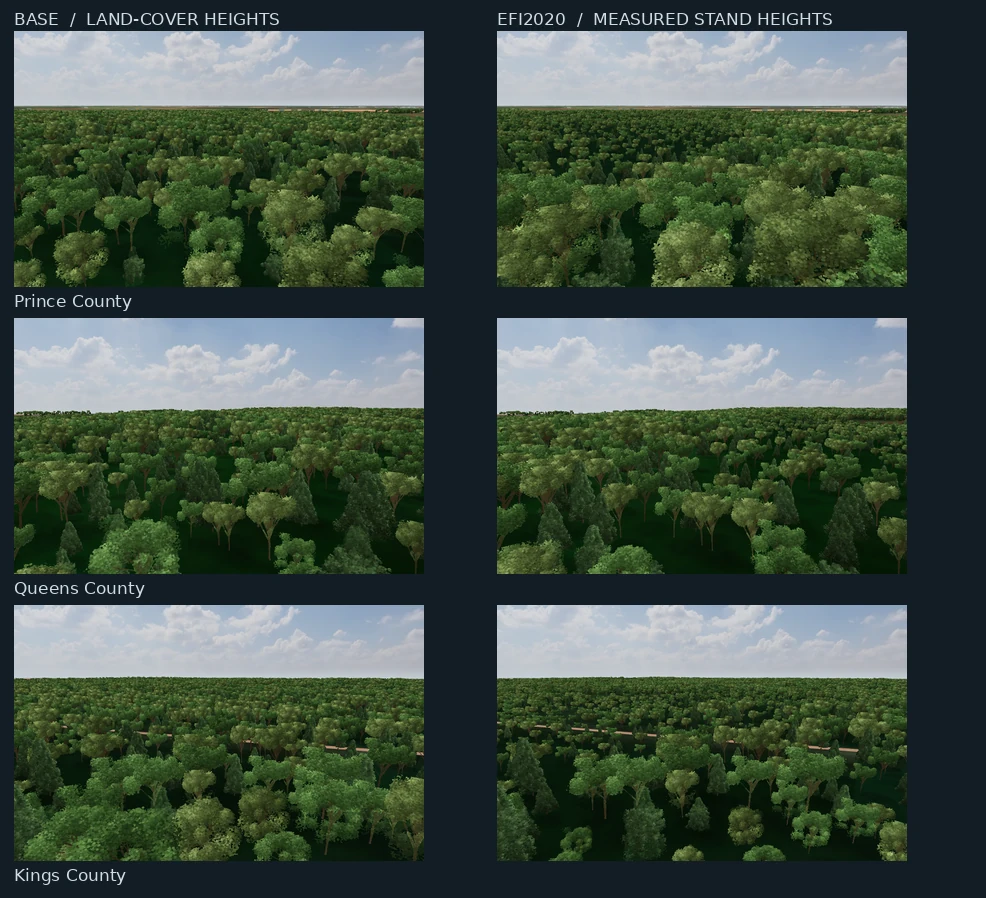 BASE / LAND-COVER HEIGHTS
EFI2020 / MEASURED STAND HEIGHTS
Prince County
Queens County
Kings County